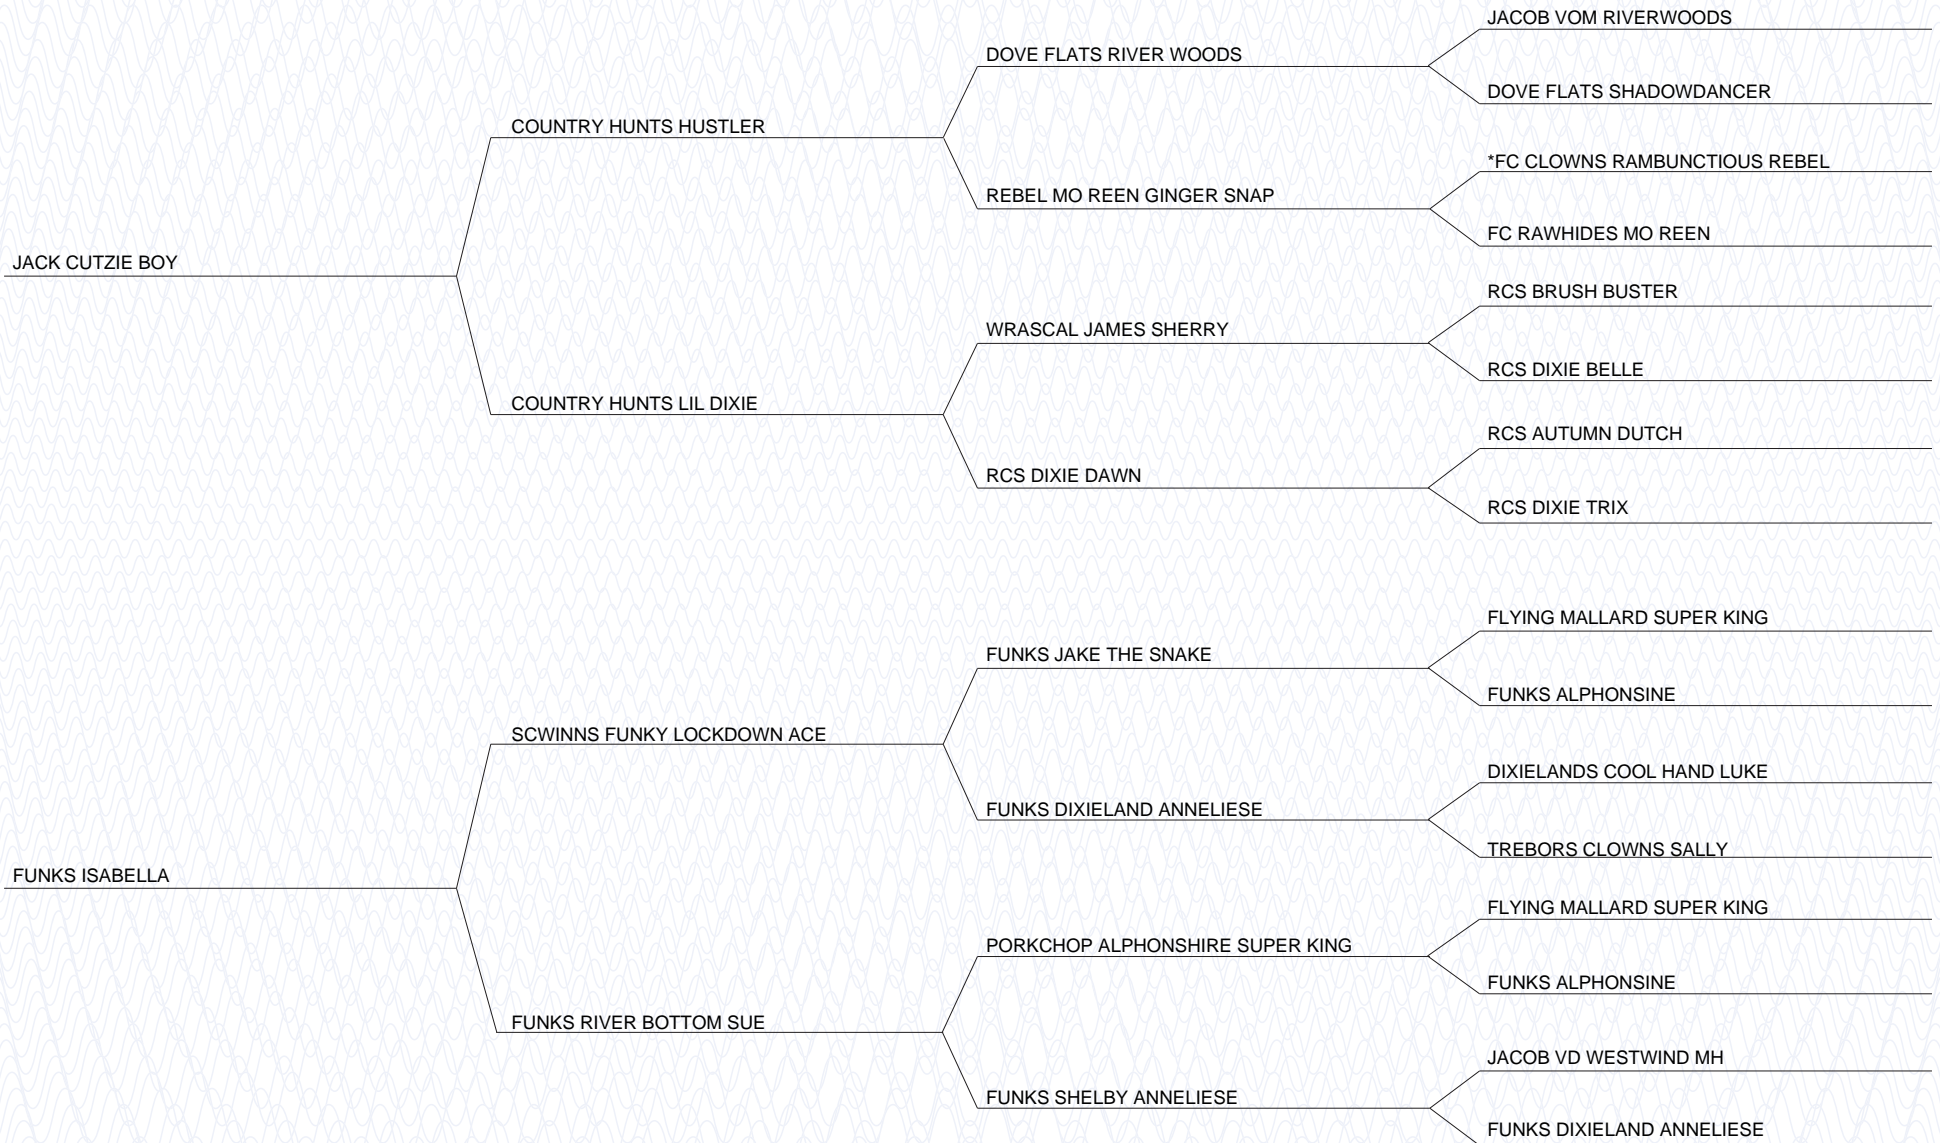 JACOB VOM RIVERWOODS
DOVE FLATS RIVER WOODS
DOVE FLATS SHADOWDANCER
COUNTRY HUNTS HUSTLER
*FC CLOWNS RAMBUNCTIOUS REBEL
REBEL MO REEN GINGER SNAP
FC RAWHIDES MO REEN
JACK CUTZIE BOY
RCS BRUSH BUSTER
WRASCAL JAMES SHERRY
RCS DIXIE BELLE
COUNTRY HUNTS LIL DIXIE
RCS AUTUMN DUTCH
RCS DIXIE DAWN
RCS DIXIE TRIX
FLYING MALLARD SUPER KING
FUNKS JAKE THE SNAKE
FUNKS ALPHONSINE
SCWINNS FUNKY LOCKDOWN ACE
DIXIELANDS COOL HAND LUKE
FUNKS DIXIELAND ANNELIESE
TREBORS CLOWNS SALLY
FUNKS ISABELLA
FLYING MALLARD SUPER KING
PORKCHOP ALPHONSHIRE SUPER KING
FUNKS ALPHONSINE
FUNKS RIVER BOTTOM SUE
JACOB VD WESTWIND MH
FUNKS SHELBY ANNELIESE
FUNKS DIXIELAND ANNELIESE